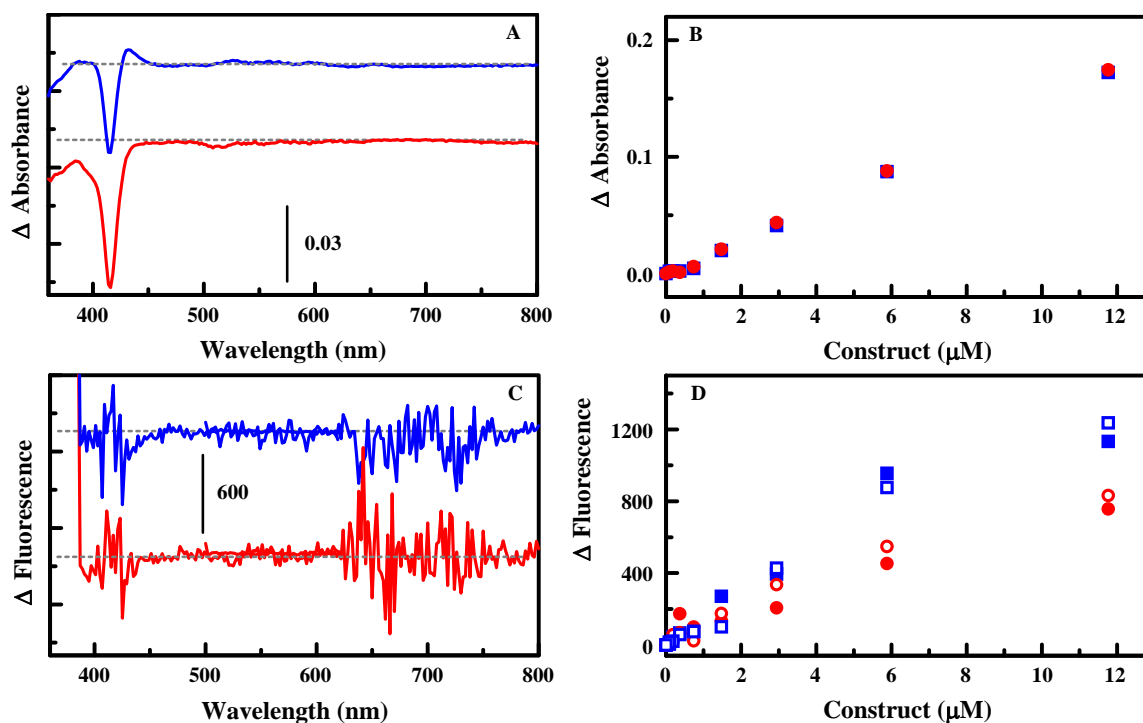 A
Δ Absorbance
0.03
400 500 600 700 800
Wavelength (nm)
B
Δ Absorbance
0.2
0.1
0.0
0 2 4 6 8 10 12
Construct (μM)
C
Δ Fluorescence
600
400 500 600 700 800
Wavelength (nm)
D
Δ Fluorescence
1200
800
400
0
0 2 4 6 8 10 12
Construct (μM)